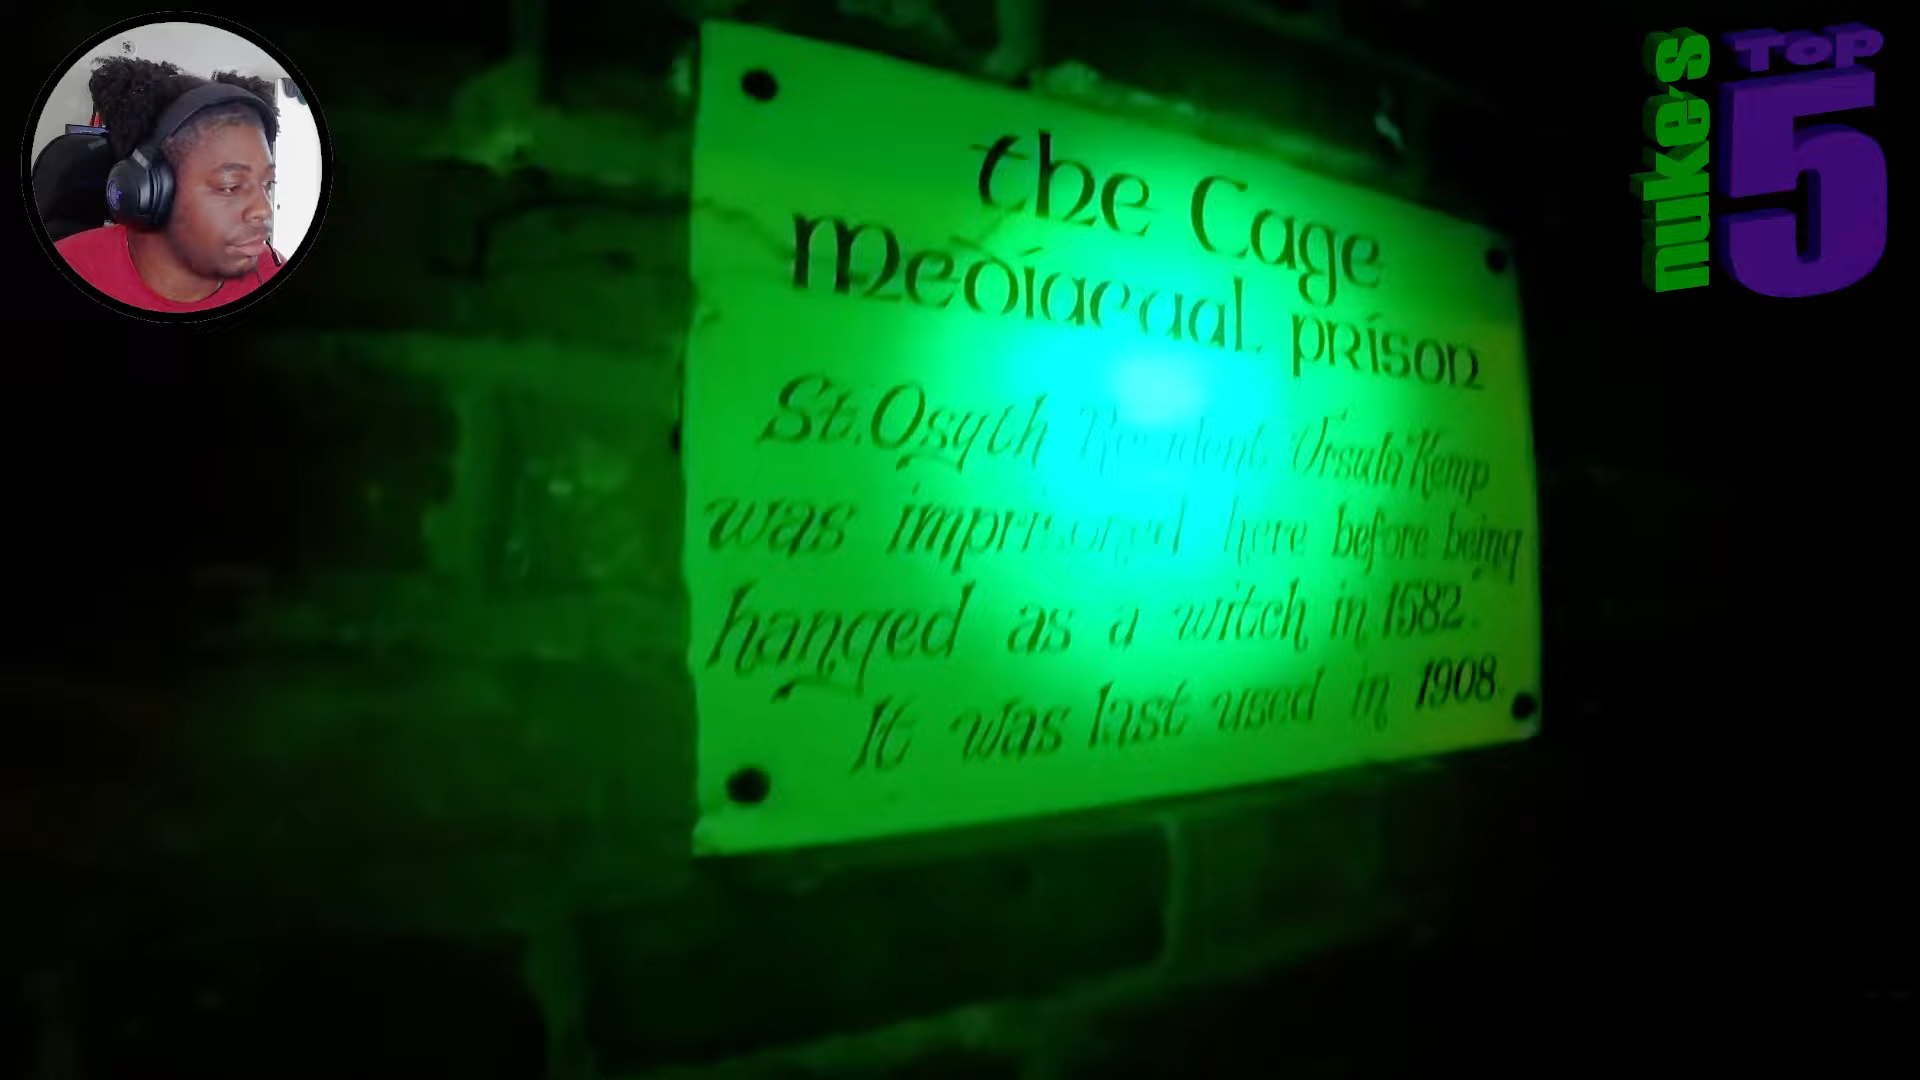 the Cage
mediaeval prison
St. Osyth Resident Ursula Kemp
was imprisoned here before being
hanged as a witch in 1582.
It was last used in 1908.
nuke's
Top
5